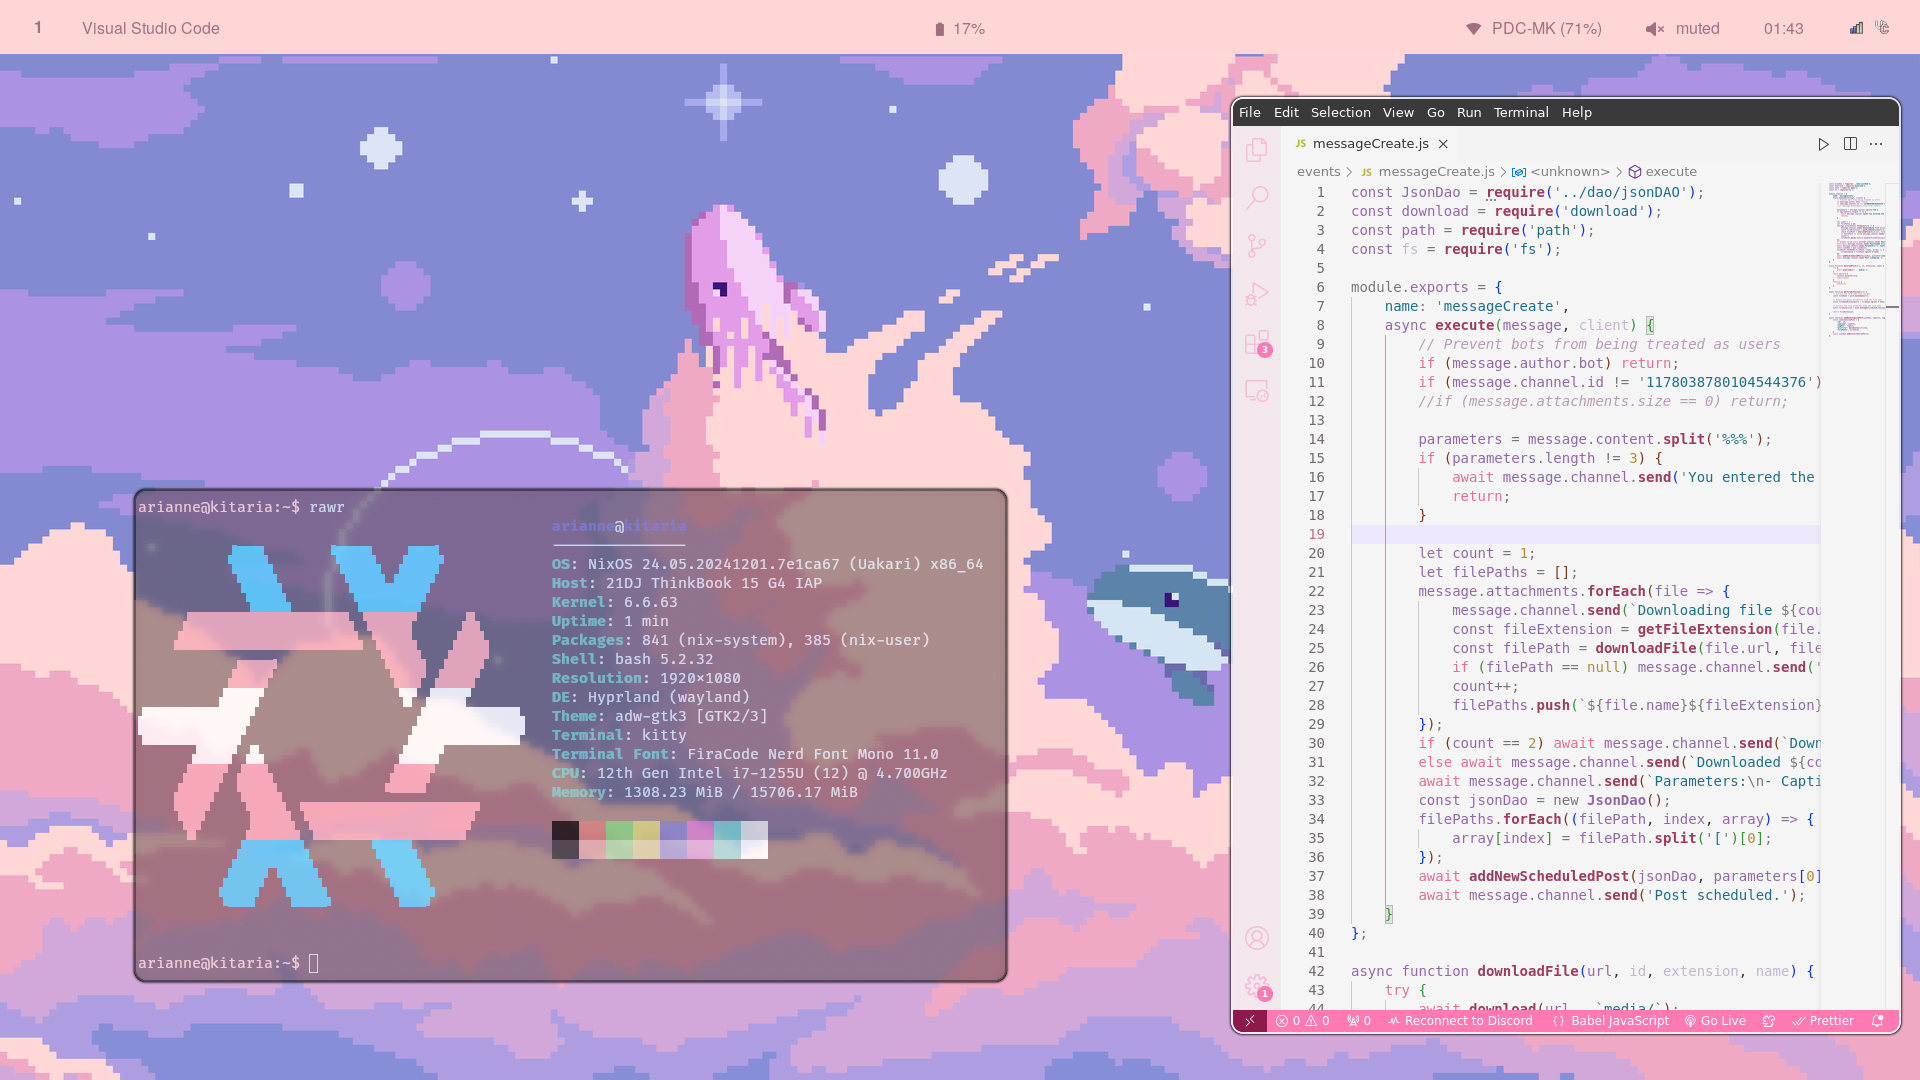 1 Visual Studio Code 17% PDC-MK (71%) muted 01:43
arianne@kitaria:~$ rawr
arianne@kitaria
OS: NixOS 24.05.20241201.7e1ca67 (Uakari) x86_64
Host: 21DJ ThinkBook 15 G4 IAP
Kernel: 6.6.63
Uptime: 1 min
Packages: 841 (nix-system), 385 (nix-user)
Shell: bash 5.2.32
Resolution: 1920×1080
DE: Hyprland (wayland)
Theme: adw-gtk3 [GTK2/3]
Terminal: kitty
Terminal Font: FiraCode Nerd Font Mono 11.0
CPU: 12th Gen Intel i7-1255U (12) @ 4.700GHz
Memory: 1308.23 MiB / 15706.17 MiB
arianne@kitaria:~$
File Edit Selection View Go Run Terminal Help
JS messageCreate.js
events > JS messageCreate.js > <unknown> > execute
3
1
1 const JsonDao = require('../dao/jsonDAO');
2 const download = require('download');
3 const path = require('path');
4 const fs = require('fs');
5
6 module.exports = {
7 name: 'messageCreate',
8 async execute(message, client) {
9 // Prevent bots from being treated as users
10 if (message.author.bot) return;
11 if (message.channel.id != '1178038780104544376')
12 //if (message.attachments.size == 0) return;
13
14 parameters = message.content.split('%%%');
15 if (parameters.length != 3) {
16 await message.channel.send('You entered the
17 return;
18 }
19
20 let count = 1;
21 let filePaths = [];
22 message.attachments.forEach(file => {
23 message.channel.send(`Downloading file ${cou
24 const fileExtension = getFileExtension(file.
25 const filePath = downloadFile(file.url, file
26 if (filePath == null) message.channel.send('
27 count++;
28 filePaths.push(`${file.name}${fileExtension}
29 });
30 if (count == 2) await message.channel.send(`Down
31 else await message.channel.send(`Downloaded ${co
32 await message.channel.send(`Parameters:\n- Capti
33 const jsonDao = new JsonDao();
34 filePaths.forEach((filePath, index, array) => {
35 array[index] = filePath.split('[')[0];
36 });
37 await addNewScheduledPost(jsonDao, parameters[0]
38 await message.channel.send('Post scheduled.');
39 }
40 };
41
42 async function downloadFile(url, id, extension, name) {
43 try {
44 await download(url, `media/`);
0 0 0 Reconnect to Discord {} Babel JavaScript Go Live Prettier